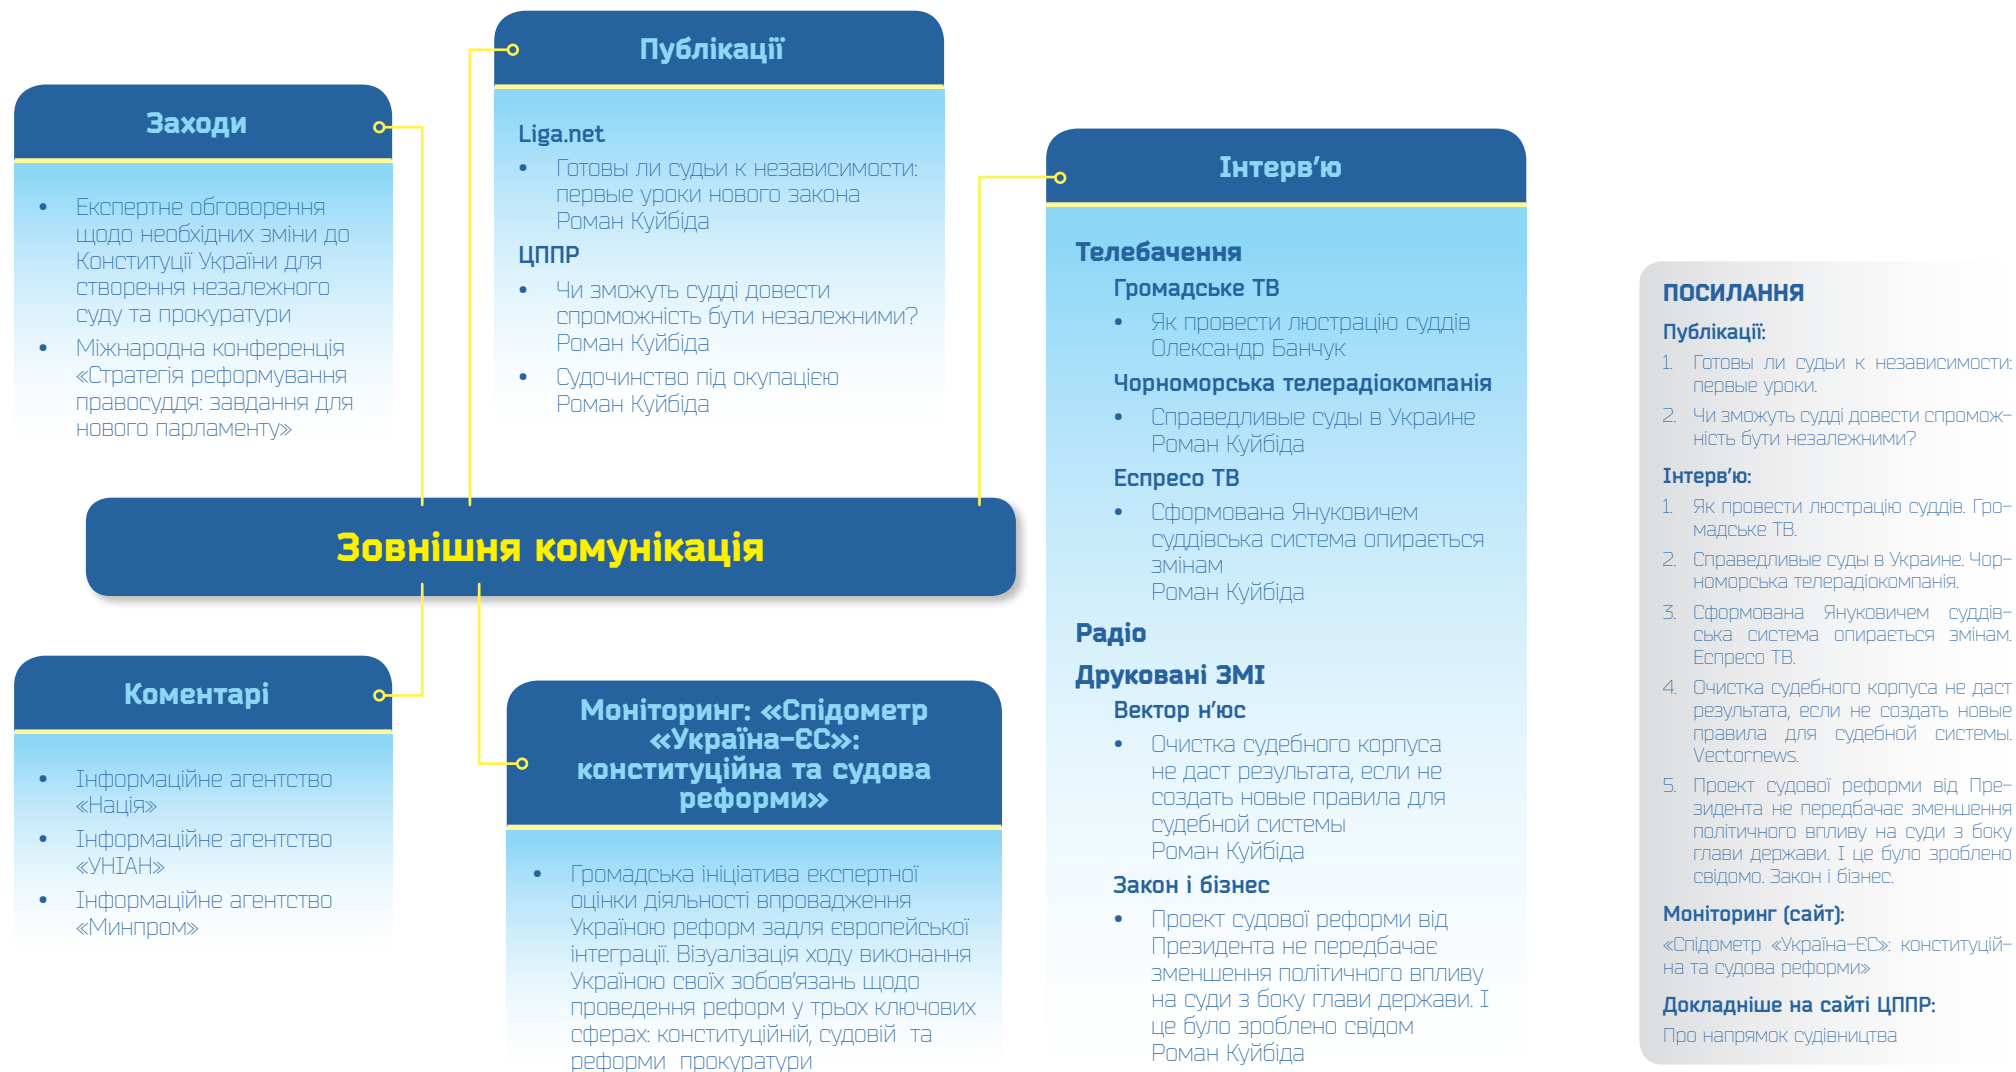 Публікації
Liga.net
• Готовы ли судьи к независимости:
первые уроки нового закона
Роман Куйбіда
ЦППР
• Чи зможуть судді довести
спроможність бути незалежними?
Роман Куйбіда
• Судочинство під окупацією
Роман Куйбіда
Заходи
• Експертне обговорення
щодо необхідних зміни до
Конституції України для
створення незалежного
суду та прокуратури
• Міжнародна конференція
«Стратегія реформування
правосуддя: завдання для
нового парламенту»
Зовнішня комунікація
Коментарі
• Інформаційне агентство
«Нація»
• Інформаційне агентство
«УНІАН»
• Інформаційне агентство
«Минпром»
Моніторинг: «Спідометр
«Україна-ЄС»:
конституційна та судова
реформи»
• Громадська ініціатива експертної
оцінки діяльності впровадження
Україною реформ задля європейської
інтеграції. Візуалізація ходу виконання
Україною своїх зобов'язань щодо
проведення реформ у трьох ключових
сферах: конституційній, судовій та
реформи прокуратури
Інтерв'ю
Телебачення
Громадське ТВ
• Як провести люстрацію суддів
Олександр Банчук
Чорноморська телерадіокомпанія
• Справедливые суды в Украине
Роман Куйбіда
Еспресо ТВ
• Сформована Януковичем
суддівська система опирається
змінам
Роман Куйбіда
Радіо
Друковані ЗМІ
Вектор н'юс
• Очистка судебного корпуса
не даст результата, если не
создать новые правила для
судебной системы
Роман Куйбіда
Закон і бізнес
• Проект судової реформи від
Президента не передбачає
зменшення політичного впливу
на суди з боку глави держави. І
це було зроблено свідом
Роман Куйбіда
ПОСИЛАННЯ
Публікації:
1. Готовы ли судьи к независимости:
первые уроки.
2. Чи зможуть судді довести спромож-
ність бути незалежними?
Інтерв'ю:
1. Як провести люстрацію суддів. Гро-
мадське ТВ.
2. Справедливые суды в Украине. Чор-
номорська телерадіокомпанія.
3. Сформована Януковичем суддів-
ська система опирається змінам.
Еспресо ТВ.
4. Очистка судебного корпуса не даст
результата, если не создать новые
правила для судебной системы.
Vectornews.
5. Проект судової реформи від Пре-
зидента не передбачає зменшення
політичного впливу на суди з боку
глави держави. І це було зроблено
свідомо. Закон і бізнес.
Моніторинг (сайт):
«Спідометр «Україна-ЄС»: конституцій-
на та судова реформи»
Докладніше на сайті ЦППР:
Про напрямок судівництва